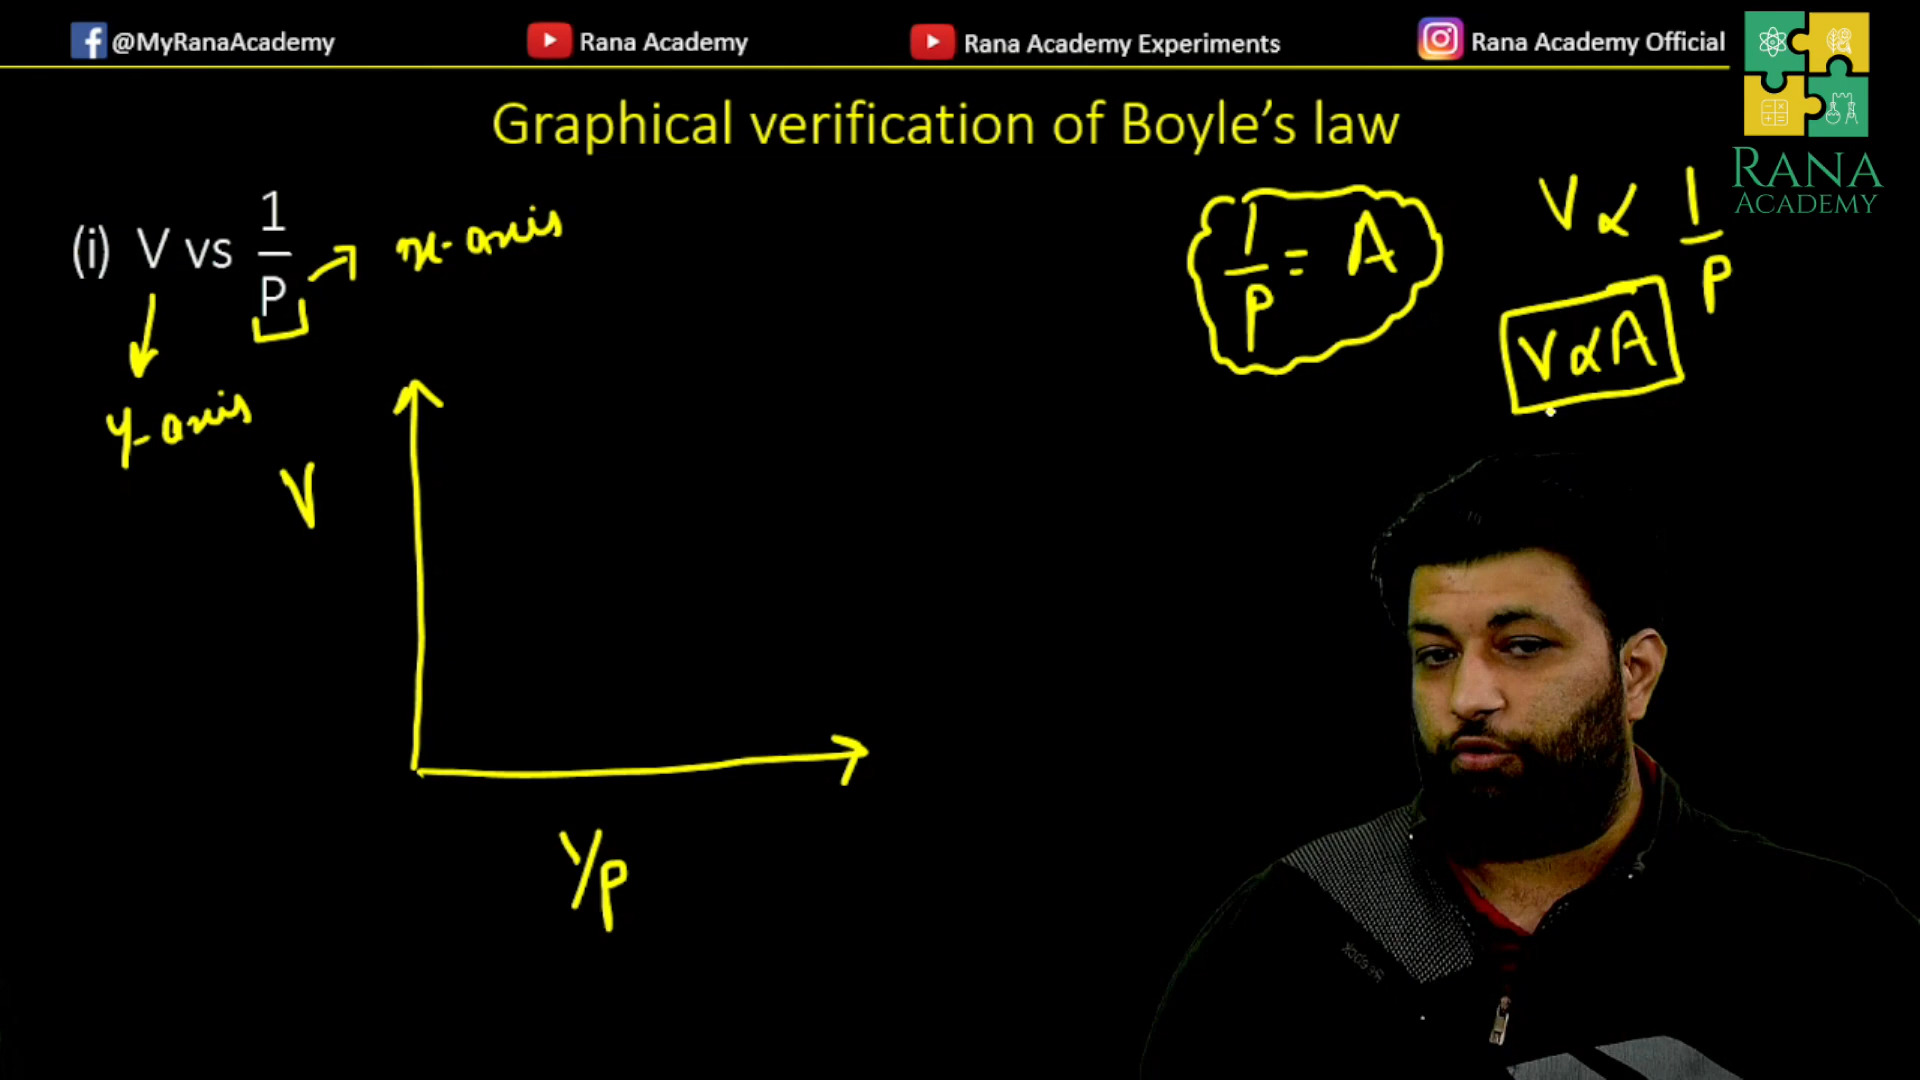 @MyRanaAcademy
Rana Academy
Rana Academy Experiments
Rana Academy Official
RANA
ACADEMY
Graphical verification of Boyle's law
(i) V vs 1/P
x-axis
y-axis
1/P = A
V ∝ 1/P
V ∝ A
V
1/P